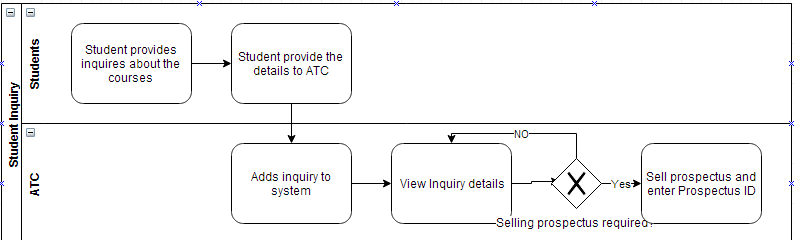 Student Inquiry
Students
Student provides
inquires about the
courses
Student provide the
details to ATC
ATC
Adds inquiry to
system
View Inquiry details
NO
Selling prospectus required?
Yes
Sell prospectus and
enter Prospectus ID